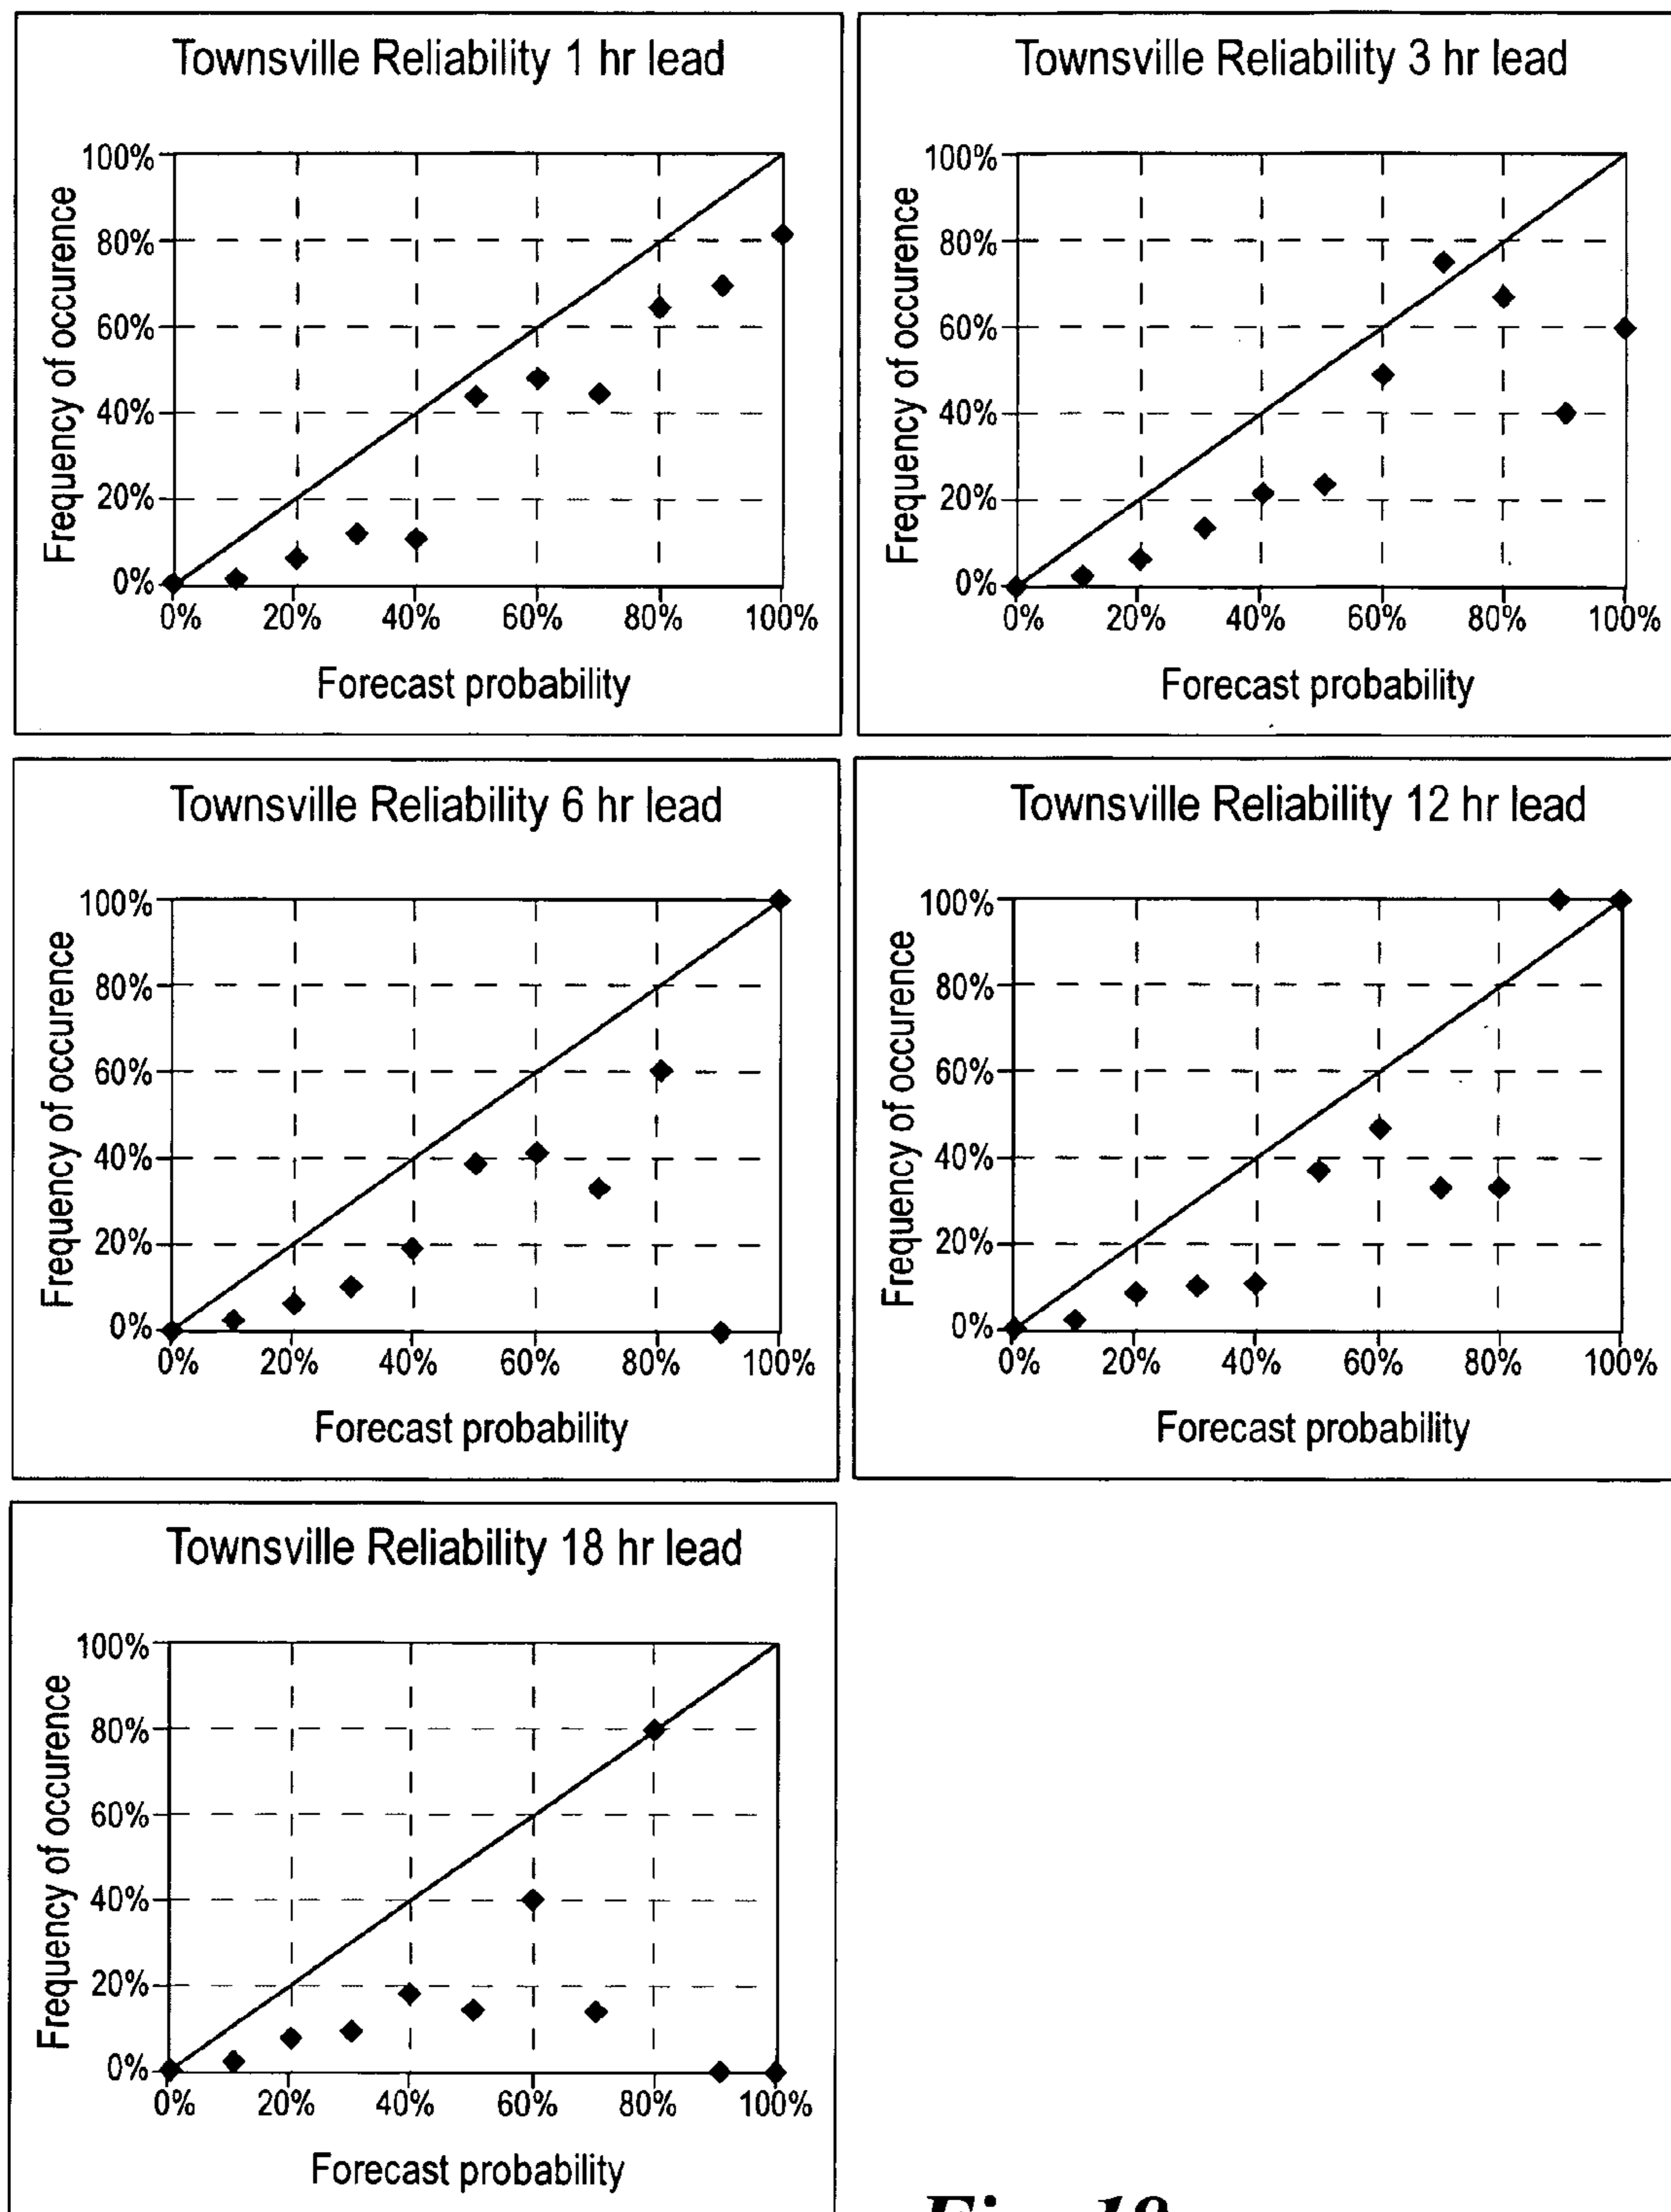 Townsville Reliability 1 hr lead
Frequency of occurence
100%
80%
60%
40%
20%
0%
0% 20% 40% 60% 80% 100%
Forecast probability
Townsville Reliability 3 hr lead
Frequency of occurence
100%
80%
60%
40%
20%
0%
0% 20% 40% 60% 80% 100%
Forecast probability
Townsville Reliability 6 hr lead
Frequency of occurence
100%
80%
60%
40%
20%
0%
0% 20% 40% 60% 80% 100%
Forecast probability
Townsville Reliability 12 hr lead
Frequency of occurence
100%
80%
60%
40%
20%
0%
0% 20% 40% 60% 80% 100%
Forecast probability
Townsville Reliability 18 hr lead
Frequency of occurence
100%
80%
60%
40%
20%
0%
0% 20% 40% 60% 80% 100%
Forecast probability